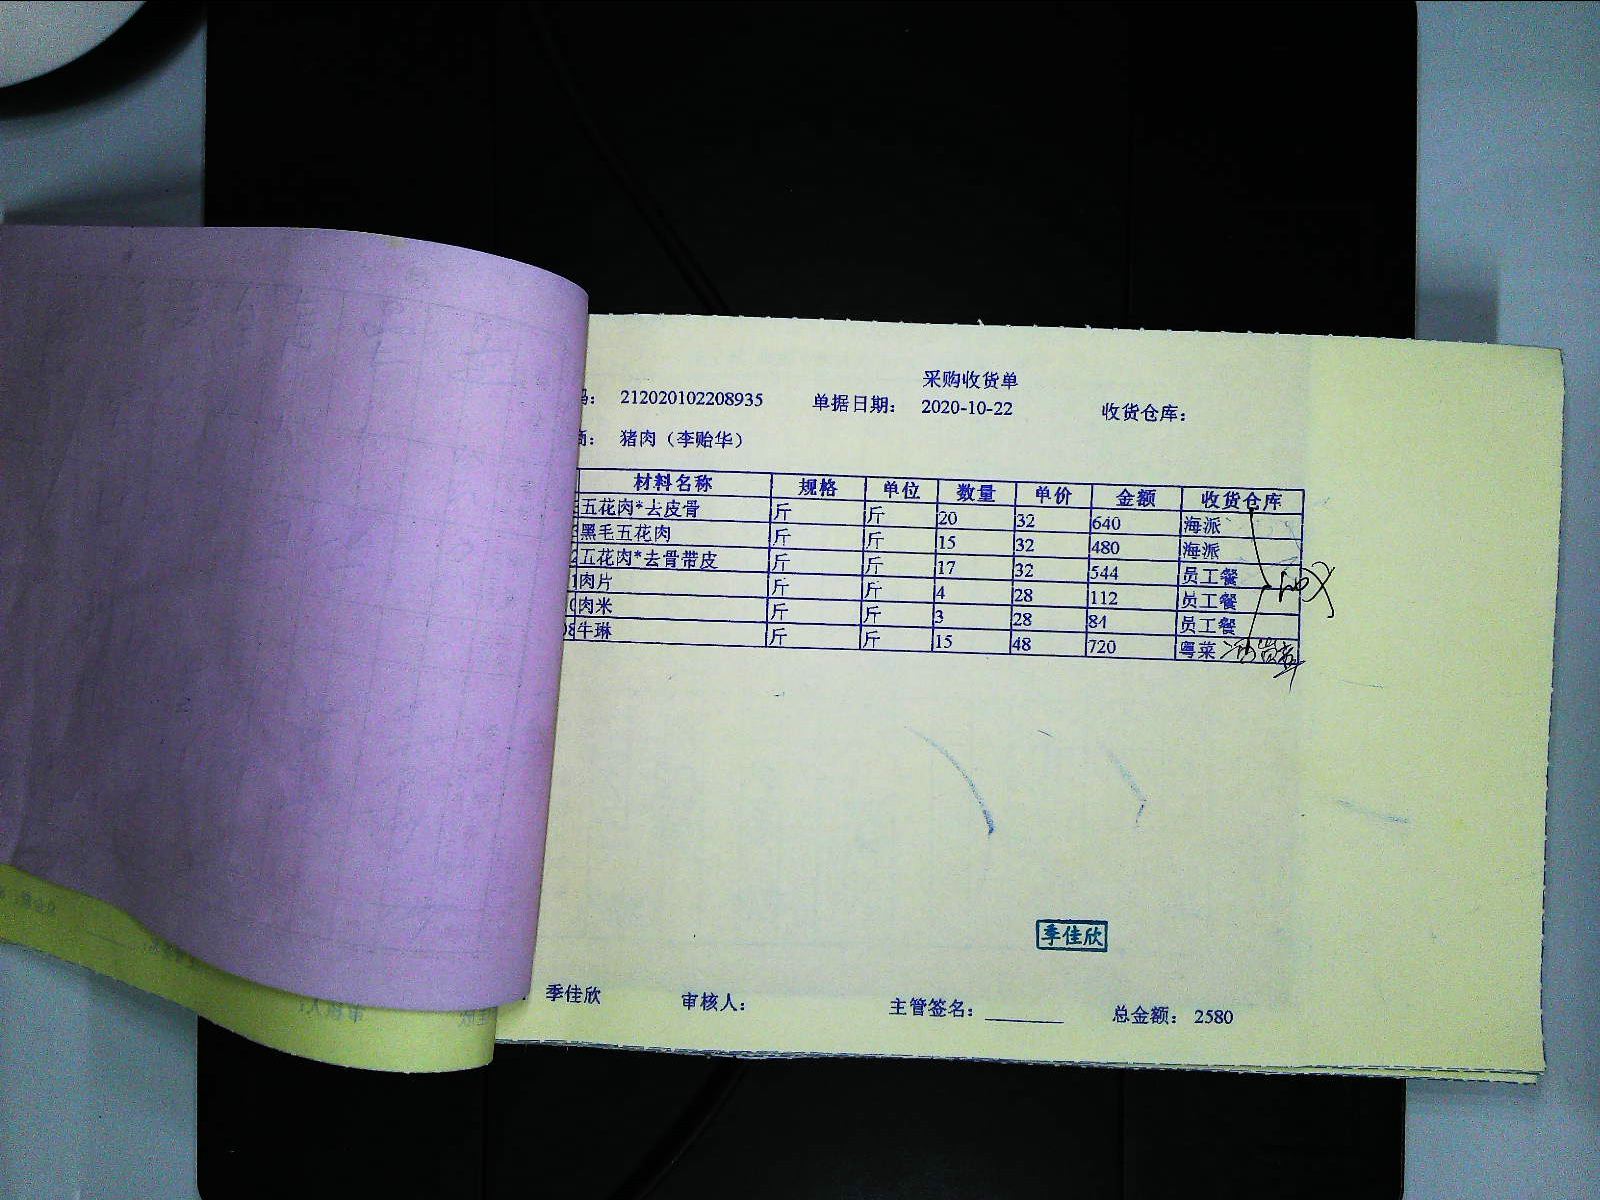 采购收货单
码： 212020102208935 单据日期： 2020-10-22 收货仓库：
商： 猪肉（李贻华）
材料名称 规格 单位 数量 单价 金额 收货仓库
五花肉*去皮骨 斤 斤 20 32 640 海派
黑毛五花肉 斤 斤 15 32 480 海派
五花肉*去骨带皮 斤 斤 17 32 544 员工餐
肉片 斤 斤 4 28 112 员工餐
肉米 斤 斤 3 28 84 员工餐
牛琳 斤 斤 15 48 720 粤菜
季佳欣
季佳欣 审核人： 主管签名： 总金额： 2580